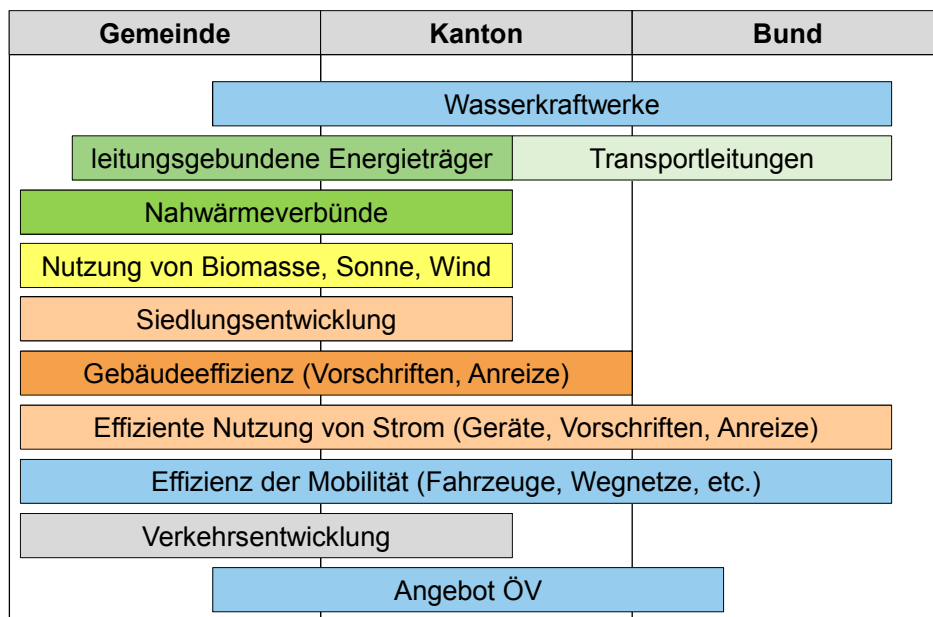 Gemeinde Kanton Bund
Wasserkraftwerke
leitungsgebundene Energieträger Transportleitungen
Nahwärmeverbünde
Nutzung von Biomasse, Sonne, Wind
Siedlungsentwicklung
Gebäudeeffizienz (Vorschriften, Anreize)
Effiziente Nutzung von Strom (Geräte, Vorschriften, Anreize)
Effizienz der Mobilität (Fahrzeuge, Wegnetze, etc.)
Verkehrsentwicklung
Angebot ÖV